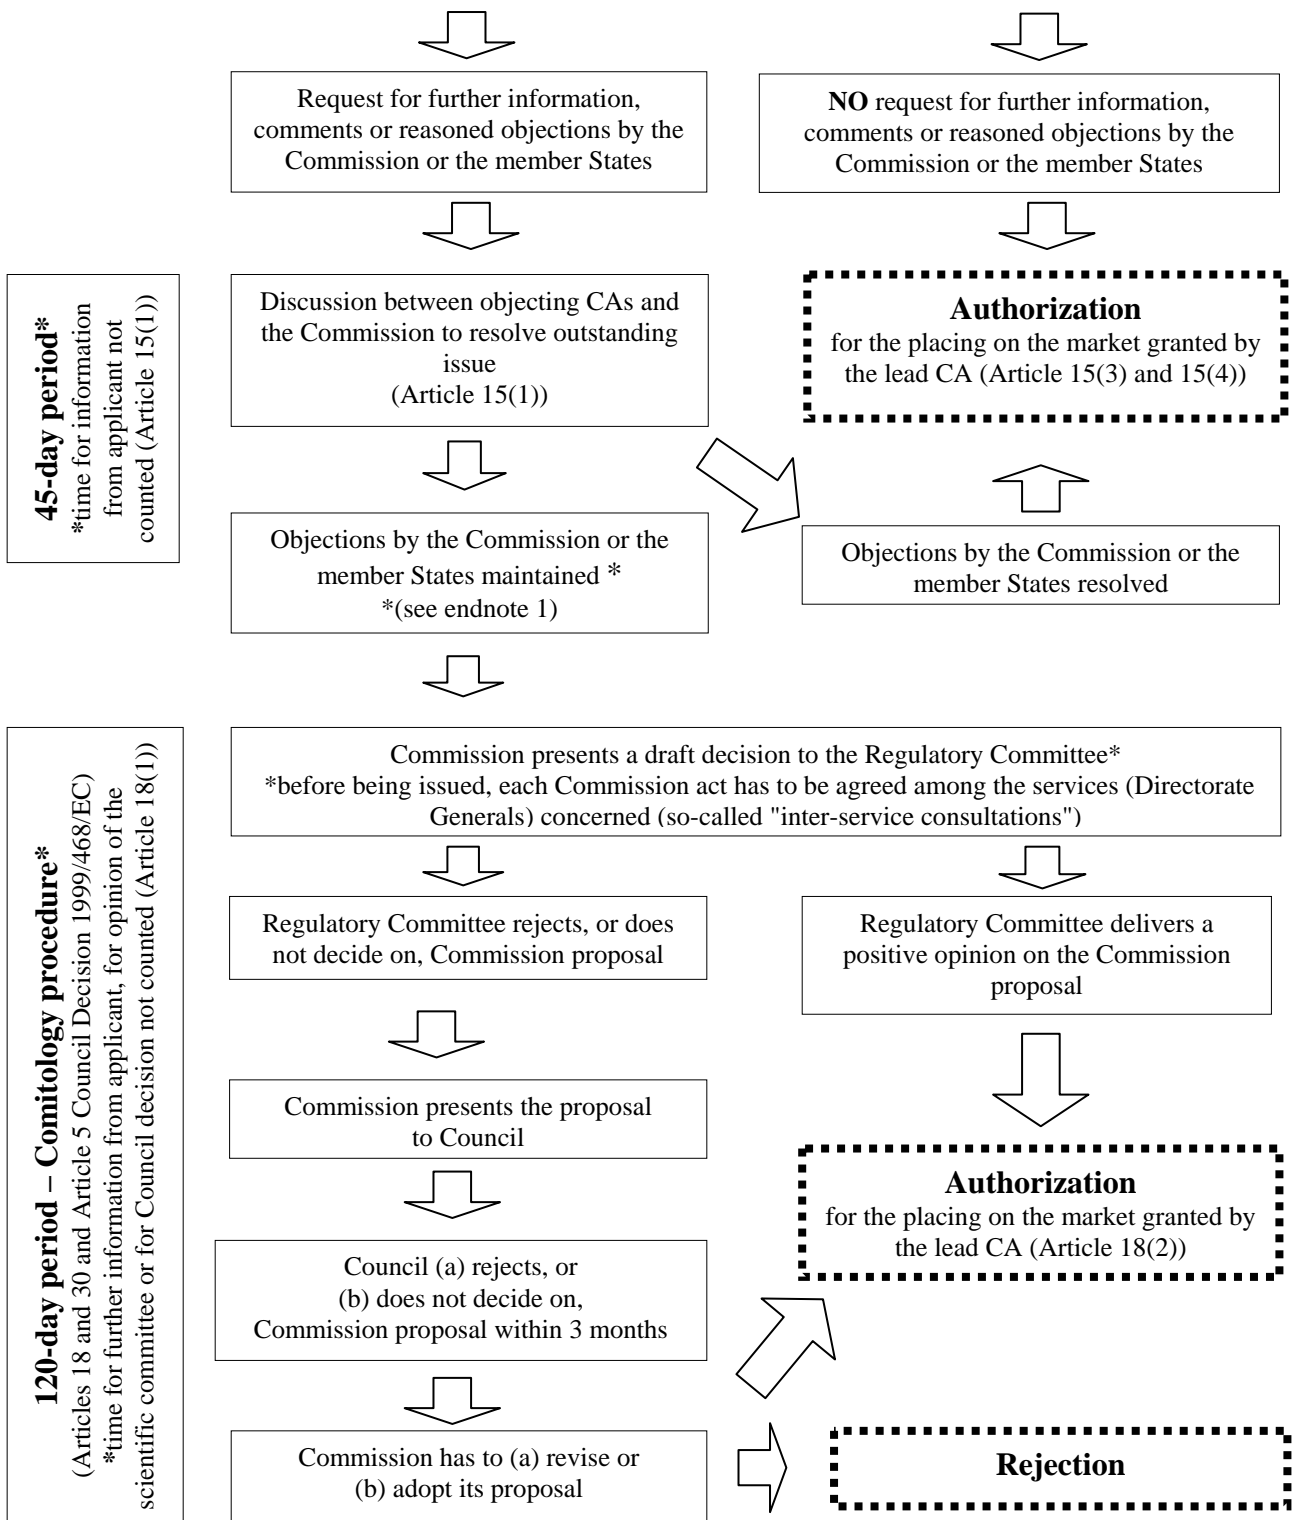 Request for further information,
comments or reasoned objections by the
Commission or the member States
NO request for further information,
comments or reasoned objections by the
Commission or the member States
45-day period*
*time for information
from applicant not
counted (Article 15(1))
Discussion between objecting CAs and
the Commission to resolve outstanding
issue
(Article 15(1))
Authorization
for the placing on the market granted by
the lead CA (Article 15(3) and 15(4))
Objections by the Commission or the
member States maintained *
*(see endnote 1)
Objections by the Commission or the
member States resolved
120-day period – Comitology procedure*
(Articles 18 and 30 and Article 5 Council Decision 1999/468/EC)
*time for further information from applicant, for opinion of the
scientific committee or for Council decision not counted (Article 18(1))
Commission presents a draft decision to the Regulatory Committee*
*before being issued, each Commission act has to be agreed among the services (Directorate
Generals) concerned (so-called "inter-service consultations")
Regulatory Committee rejects, or does
not decide on, Commission proposal
Regulatory Committee delivers a
positive opinion on the Commission
proposal
Commission presents the proposal
to Council
Authorization
for the placing on the market granted by
the lead CA (Article 18(2))
Council (a) rejects, or
(b) does not decide on,
Commission proposal within 3 months
Commission has to (a) revise or
(b) adopt its proposal
Rejection